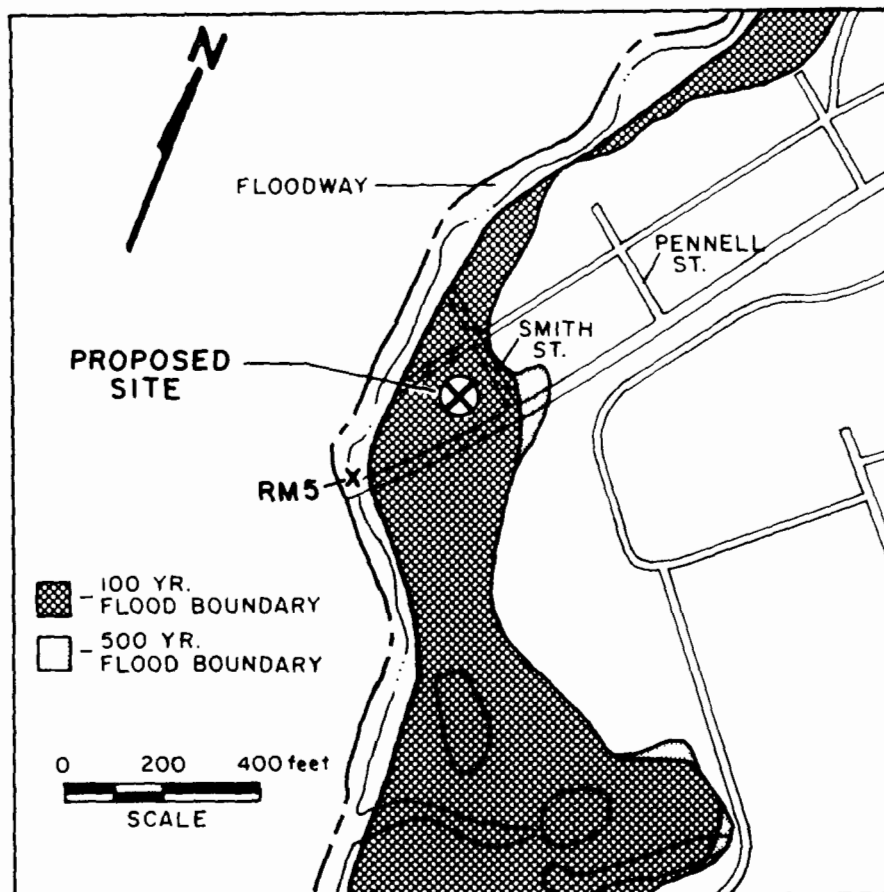 N
FLOODWAY
PENNELL
ST.
SMITH
ST.
PROPOSED
SITE
RM5
- 100 YR.
FLOOD BOUNDARY
- 500 YR.
FLOOD BOUNDARY
0 200 400 feet
SCALE